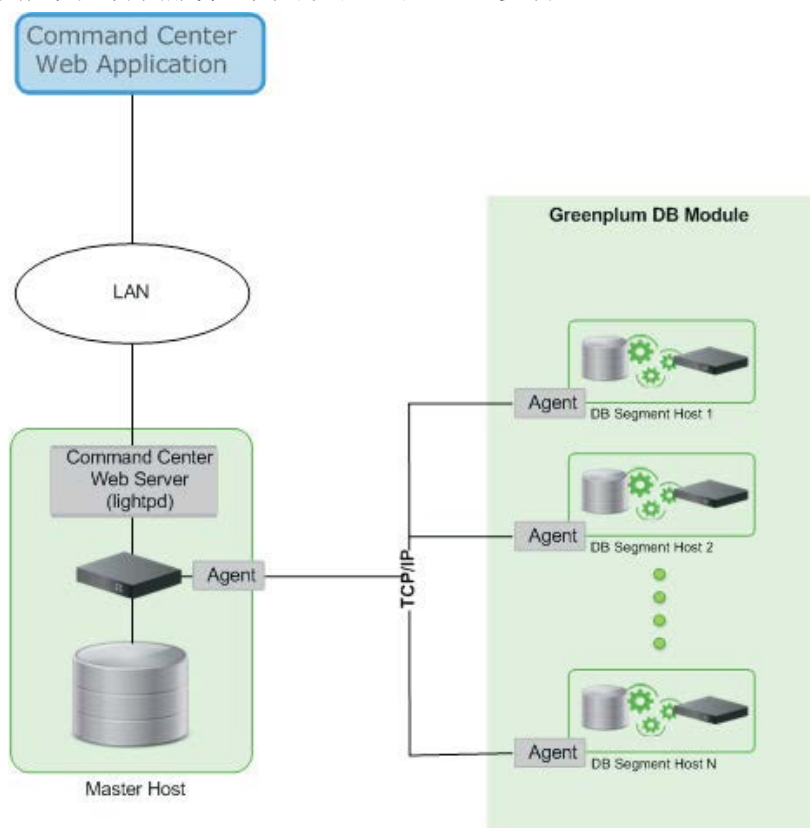 Command Center
Web Application
LAN
Command Center
Web Server
(lightpd)
Agent
Master Host
TCP/IP
Greenplum DB Module
Agent
DB Segment Host 1
Agent
DB Segment Host 2
Agent
DB Segment Host N